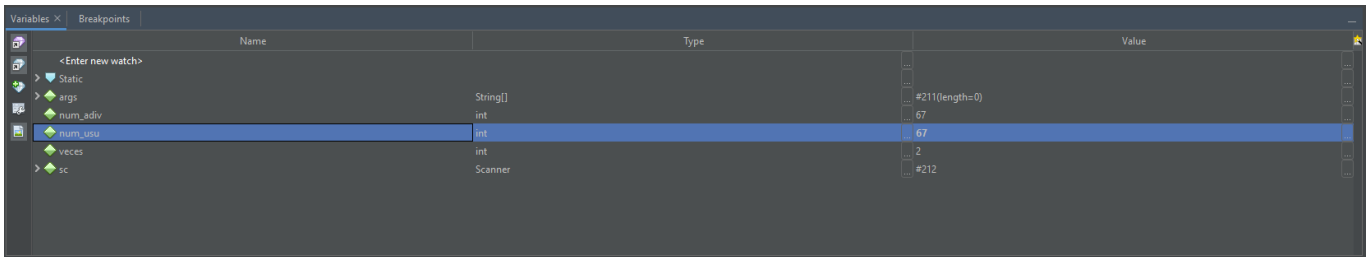 Variables × Breakpoints
Name Type Value
<Enter new watch> ... ...
Static ... ...
args String[] ... #211(length=0) ...
num_adiv int ... 67 ...
num_usu int ... 67 ...
veces int ... 2 ...
sc Scanner ... #212 ...